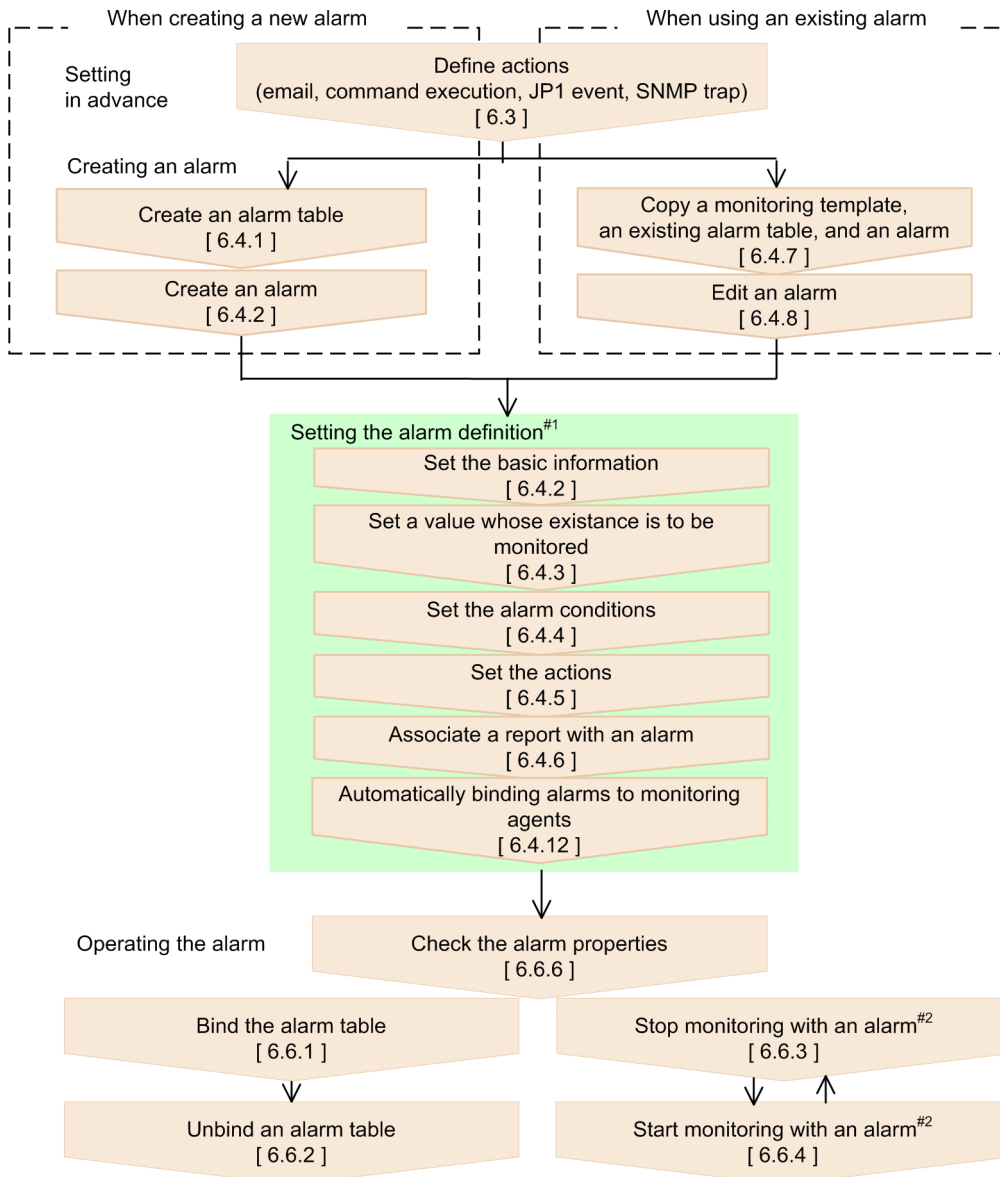 When creating a new alarm
When using an existing alarm
Setting
in advance
Define actions
(email, command execution, JP1 event, SNMP trap)
[ 6.3 ]
Creating an alarm
Create an alarm table
[ 6.4.1 ]
Create an alarm
[ 6.4.2 ]
Copy a monitoring template,
an existing alarm table, and an alarm
[ 6.4.7 ]
Edit an alarm
[ 6.4.8 ]
Setting the alarm definition#1
Set the basic information
[ 6.4.2 ]
Set a value whose existance is to be
monitored
[ 6.4.3 ]
Set the alarm conditions
[ 6.4.4 ]
Set the actions
[ 6.4.5 ]
Associate a report with an alarm
[ 6.4.6 ]
Automatically binding alarms to monitoring
agents
[ 6.4.12 ]
Operating the alarm
Check the alarm properties
[ 6.6.6 ]
Bind the alarm table
[ 6.6.1 ]
Unbind an alarm table
[ 6.6.2 ]
Stop monitoring with an alarm#2
[ 6.6.3 ]
Start monitoring with an alarm#2
[ 6.6.4 ]